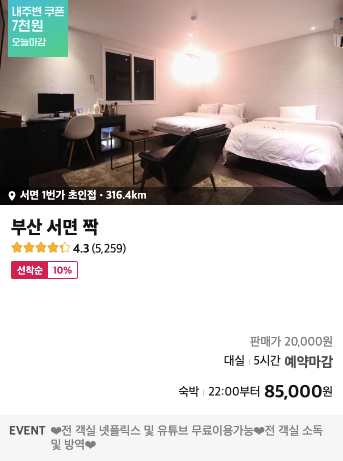 내주변 쿠폰
7천원
오늘마감
서면 1번가 초인접 • 316.4km
부산 서면 짝
4.3 (5,259)
선착순 10%
판매가 20,000원
대실 5시간 예약마감
숙박 22:00부터 85,000원
EVENT ❤전 객실 넷플릭스 및 유튜브 무료이용가능❤전 객실 소독
및 방역❤